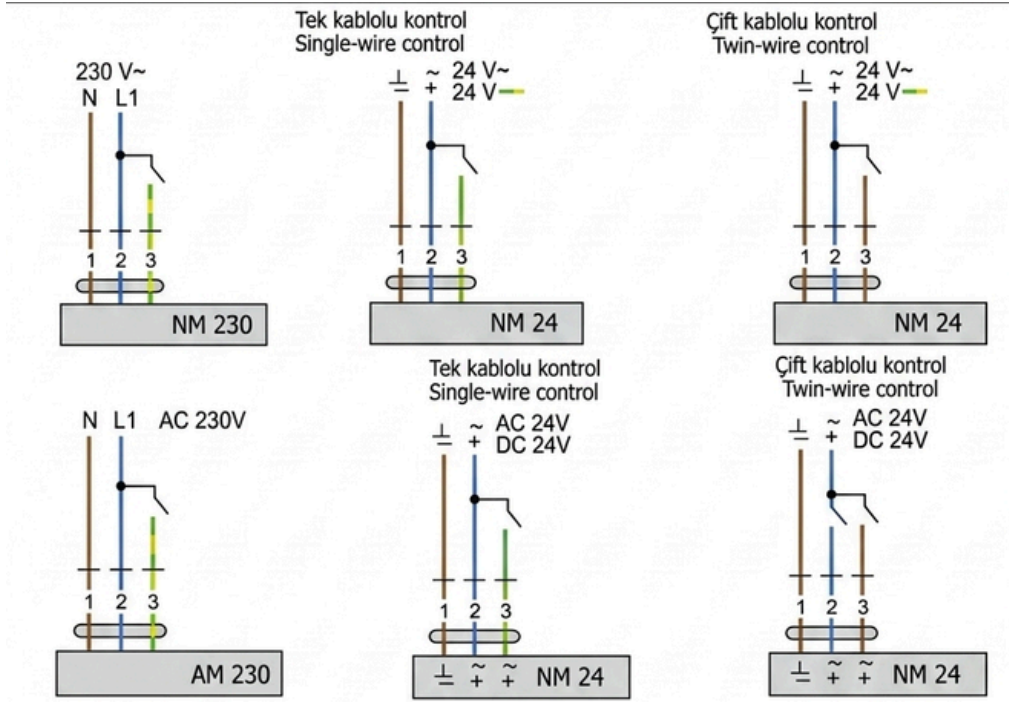 Tek kablolu kontrol
Single-wire control
Çift kablolu kontrol
Twin-wire control
230 V~
N L1
⊥ ~ 24 V~
+ 24 V
⊥ ~ 24 V~
+ 24 V
1 2 3
1 2 3
1 2 3
NM 230
NM 24
NM 24
Tek kablolu kontrol
Single-wire control
Çift kablolu kontrol
Twin-wire control
N L1 AC 230V
~ AC 24V
+ DC 24V
~ AC 24V
+ DC 24V
1 2 3
1 2 3
1 2 3
AM 230
⊥ ~ ~
+ + NM 24
⊥ ~ ~
+ + NM 24